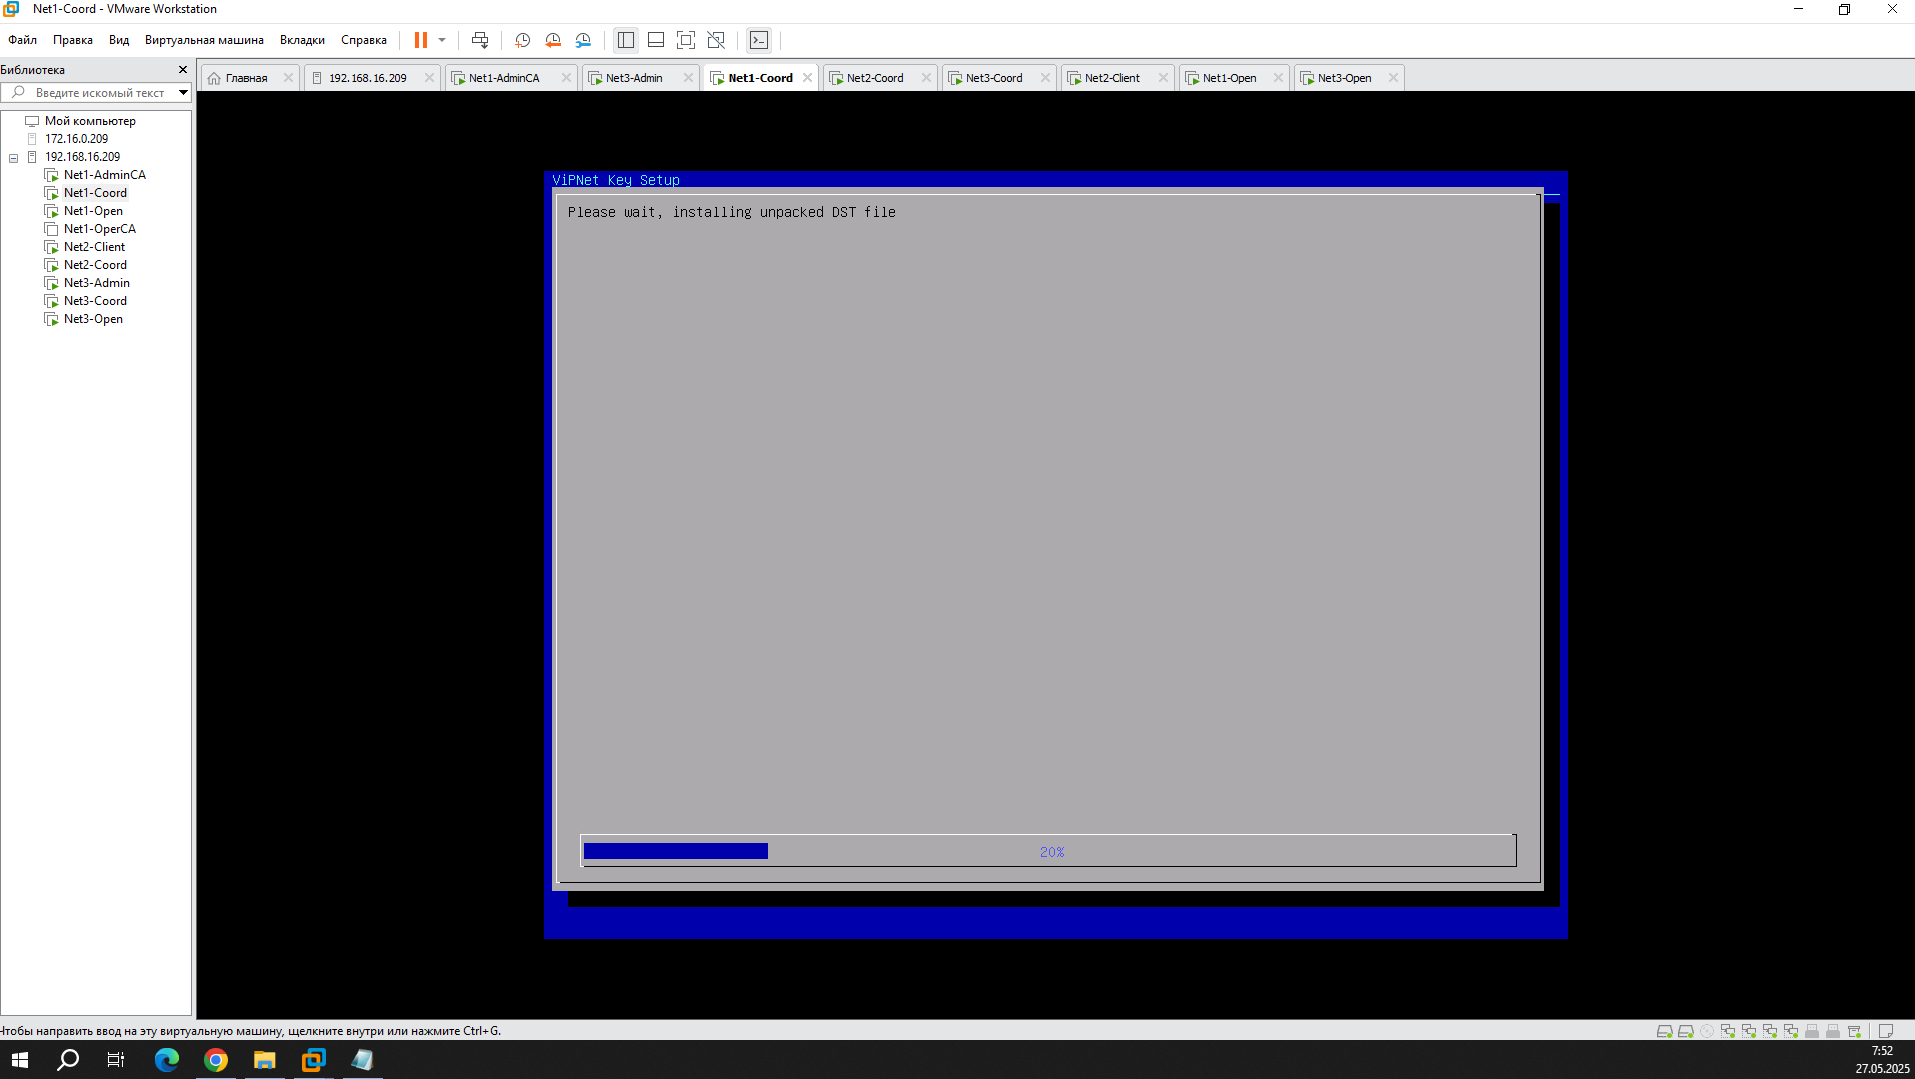 Net1-Coord - VMware Workstation
Файл Правка Вид Виртуальная машина Вкладки Справка
Библиотека
Введите искомый текст
Мой компьютер
172.16.0.209
192.168.16.209
Net1-AdminCA
Net1-Coord
Net1-Open
Net1-OperCA
Net2-Client
Net2-Coord
Net3-Admin
Net3-Coord
Net3-Open
Главная 192.168.16.209 Net1-AdminCA Net3-Admin Net1-Coord Net2-Coord Net3-Coord Net2-Client Net1-Open Net3-Open
ViPNet Key Setup
Please wait, installing unpacked DST file
20%
Чтобы направить ввод на эту виртуальную машину, щелкните внутри или нажмите Ctrl+G.
7:52
27.05.2025